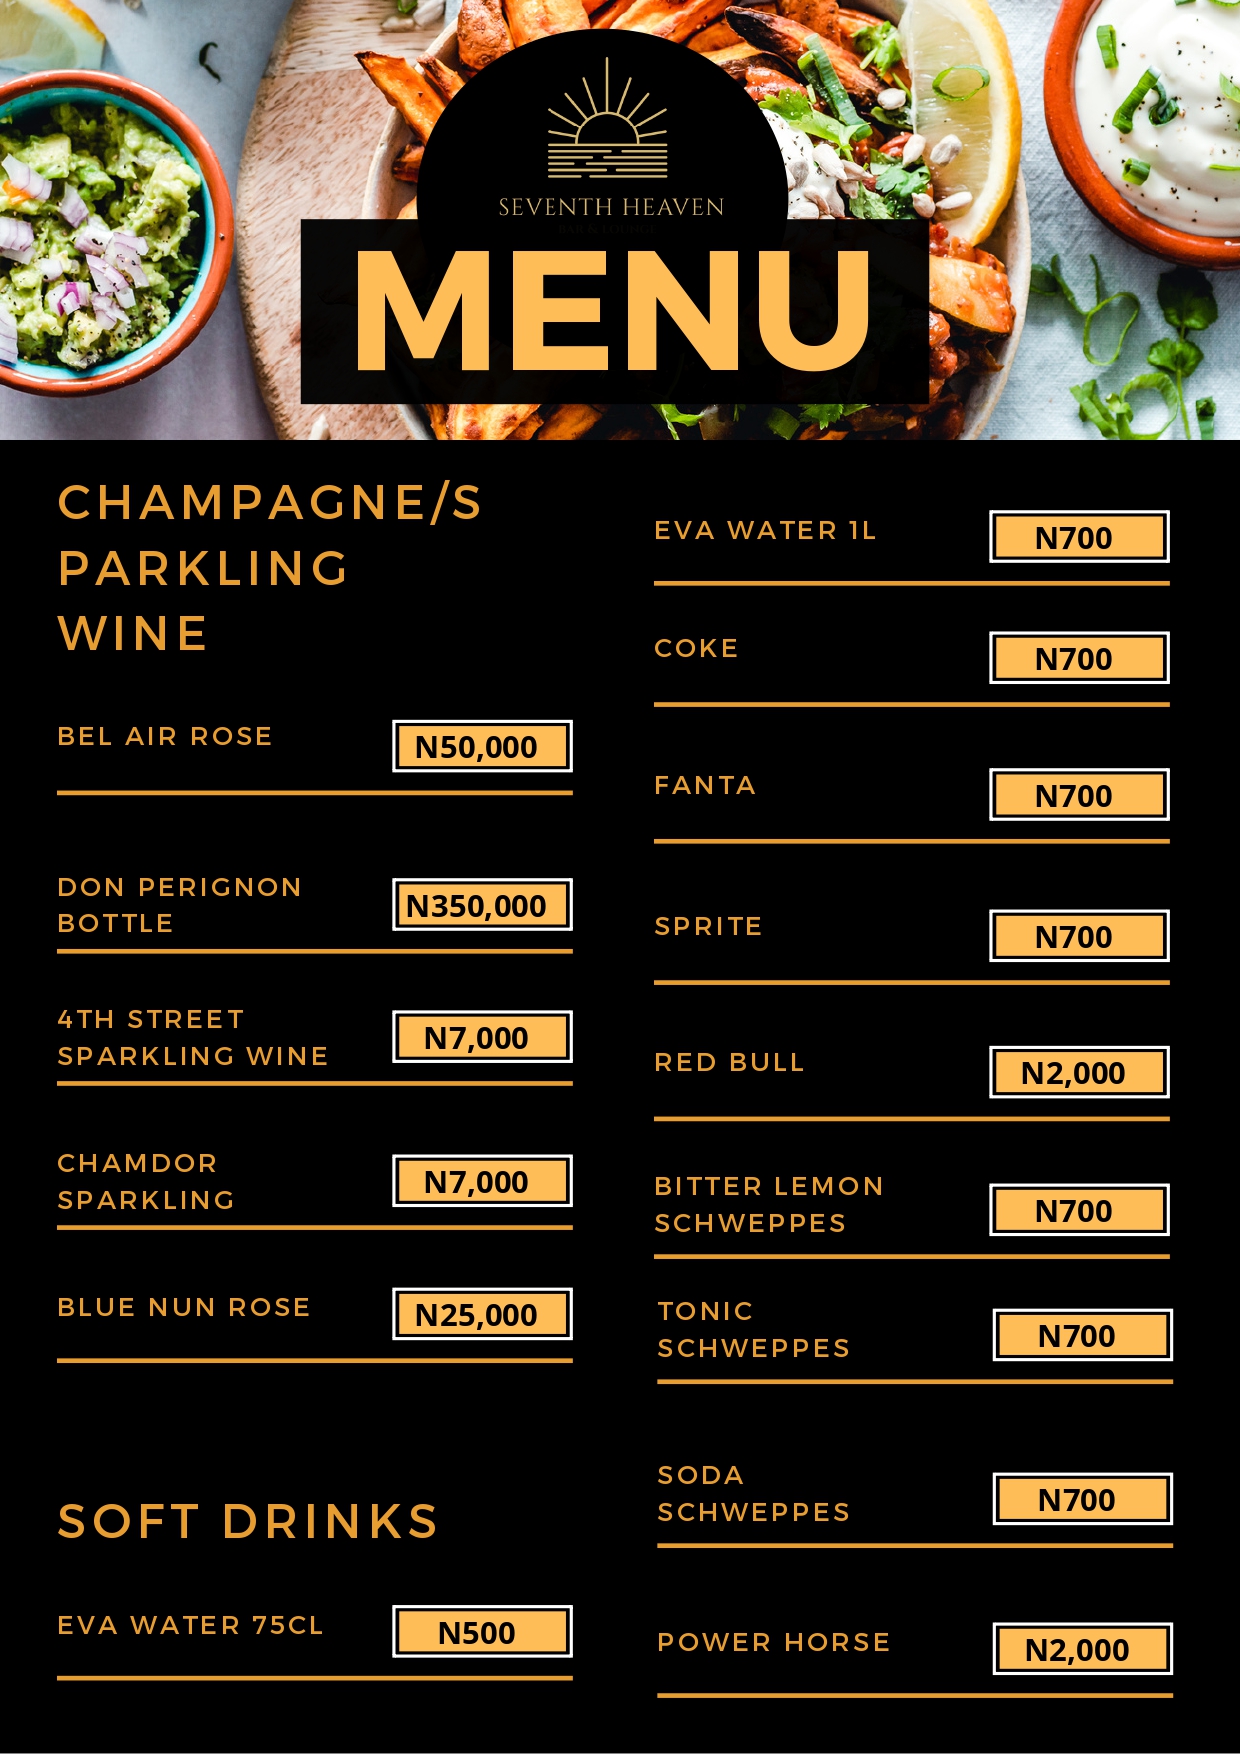 SEVENTH HEAVEN
BAR & LOUNGE
MENU
CHAMPAGNE/S
PARKLING
WINE
BEL AIR ROSE
N50,000
DON PERIGNON
BOTTLE
N350,000
4TH STREET
SPARKLING WINE
N7,000
CHAMDOR
SPARKLING
N7,000
BLUE NUN ROSE
N25,000
SOFT DRINKS
EVA WATER 75CL
N500
EVA WATER 1L
N700
COKE
N700
FANTA
N700
SPRITE
N700
RED BULL
N2,000
BITTER LEMON
SCHWEPPES
N700
TONIC
SCHWEPPES
N700
SODA
SCHWEPPES
N700
POWER HORSE
N2,000